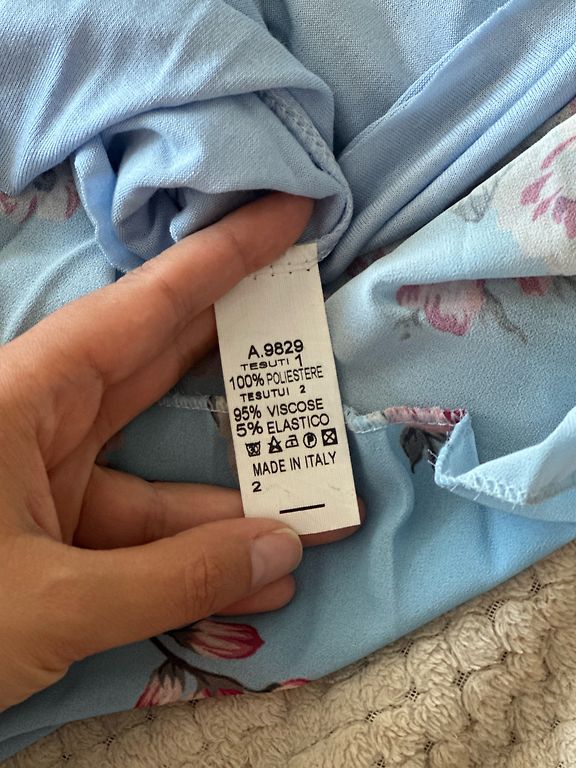 A.9829
TESUTI 1
100% POLIESTERE
TESUTUI 2
95% VISCOSE
5% ELASTICO
MADE IN ITALY
2